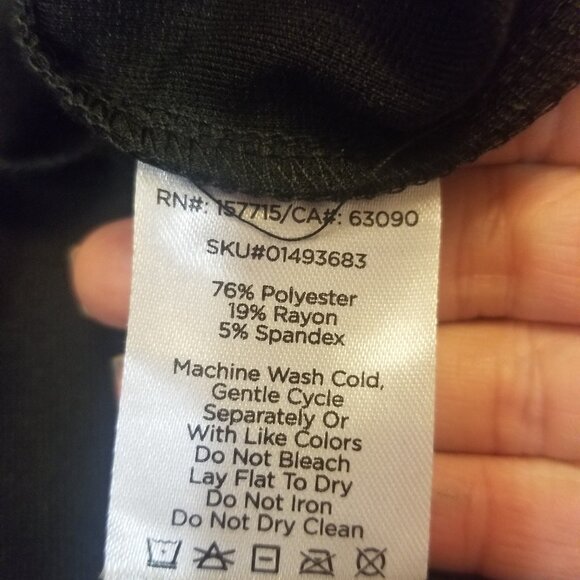 RN#: 157715/CA#: 63090
SKU#01493683
76% Polyester
19% Rayon
5% Spandex
Machine Wash Cold,
Gentle Cycle
Separately Or
With Like Colors
Do Not Bleach
Lay Flat To Dry
Do Not Iron
Do Not Dry Clean